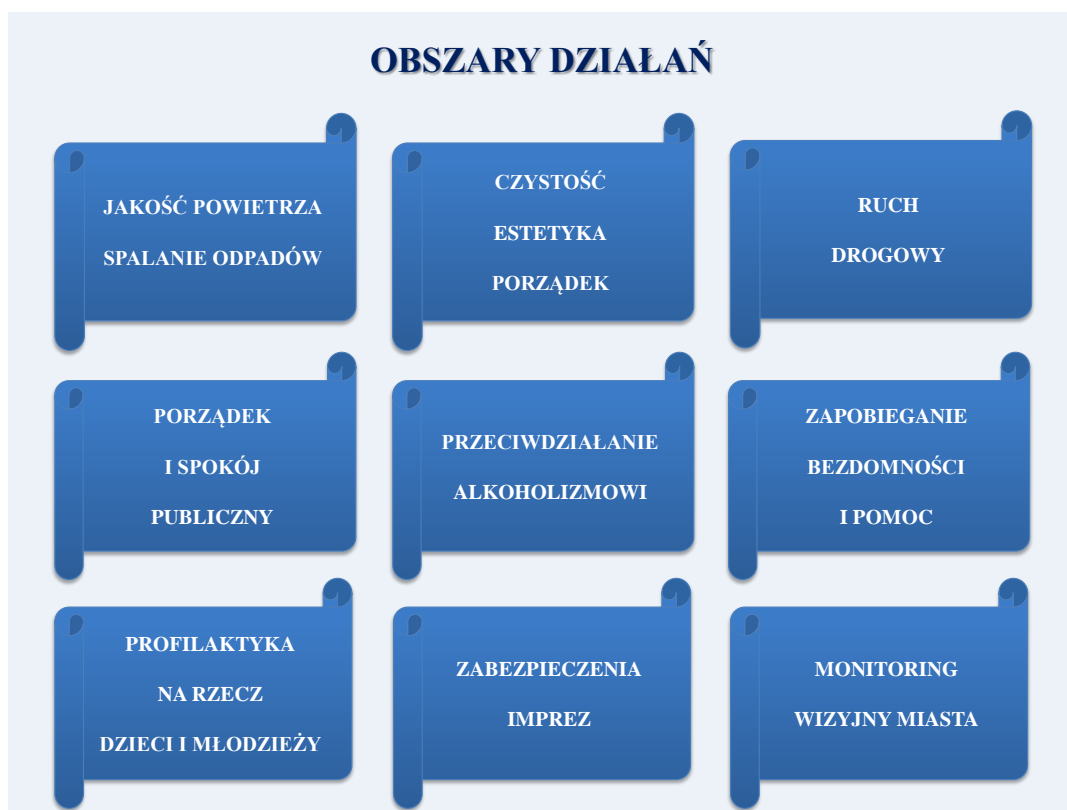 OBSZARY DZIAŁAŃ
JAKOŚĆ POWIETRZA
SPALANIE ODPADÓW
CZYSTOŚĆ
ESTETYKA
PORZĄDEK
RUCH
DROGOWY
PORZĄDEK
I SPOKÓJ
PUBLICZNY
PRZECIWDZIAŁANIE
ALKOHOLIZMOWI
ZAPOBIEGANIE
BEZDOMNOŚCI
I POMOC
PROFILAKTYKA
NA RZECZ
DZIECI I MŁODZIEŻY
ZABEZPIECZENIA
IMPREZ
MONITORING
WIZYJNY MIASTA